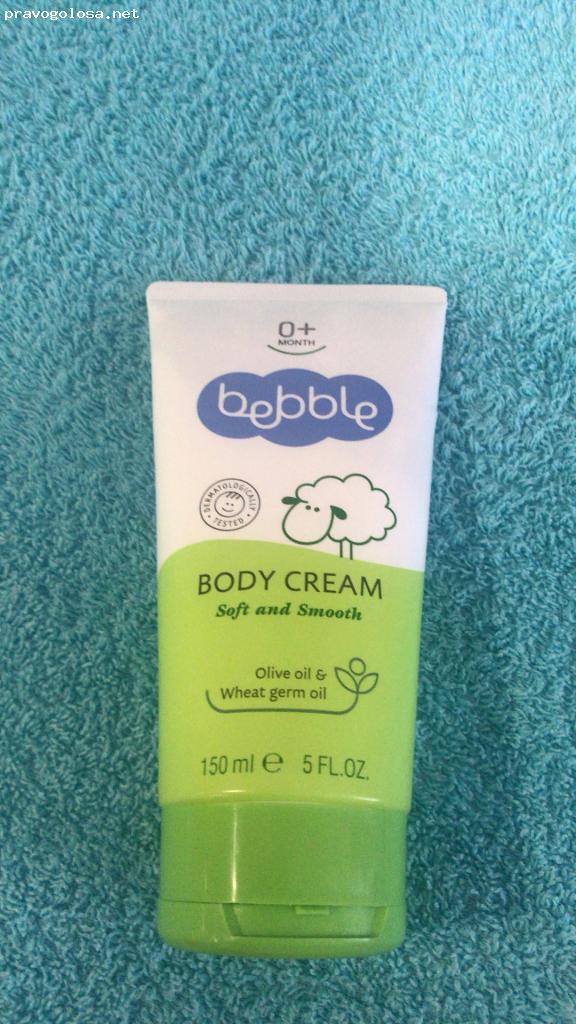 pravogolosa.net
0+
MONTH
bebble
DERMATOLOGICALLY
TESTED
BODY CREAM
Soft and Smooth
Olive oil &
Wheat germ oil
150 ml e 5 FL.OZ.